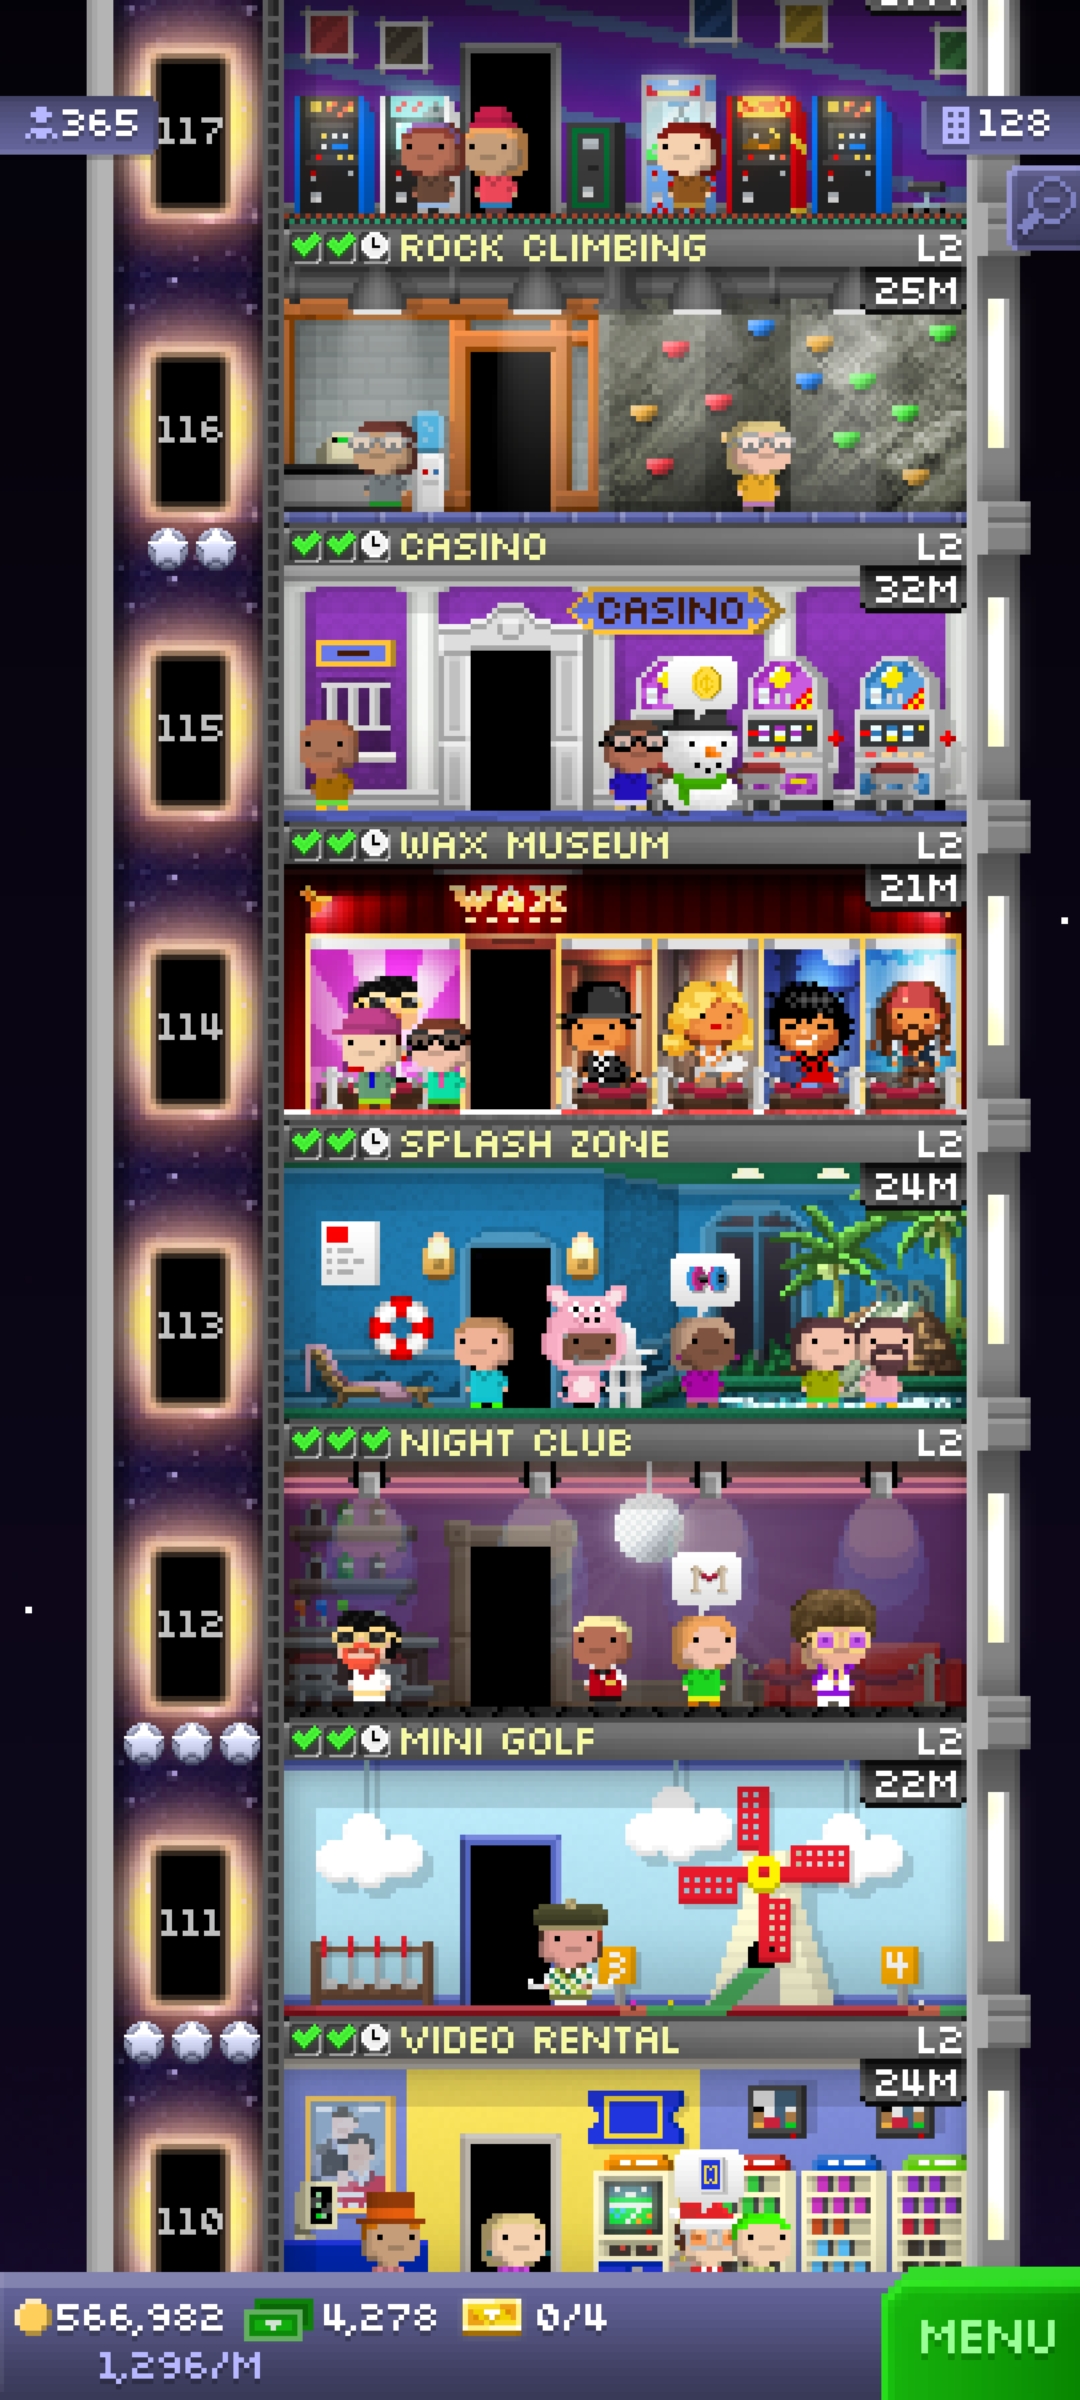 365
117
128
ROCK CLIMBING L2
25M
116
CASINO L2
32M
CASINO
115
WAX MUSEUM L2
21M
WAX
114
SPLASH ZONE L2
24M
113
NIGHT CLUB L2
112
MINI GOLF L2
22M
111
3
4
VIDEO RENTAL L2
24M
110
566,982 4,278 0/4
1,296/M
MENU